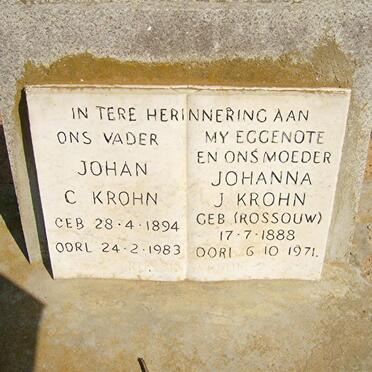 IN TERE HERINNERING AAN
ONS VADER
JOHAN
C KROHN
GEB 28·4·1894
OORL 24·2·1983
MY EGGENOTE
EN ONS MOEDER
JOHANNA
J KROHN
GEB (ROSSOUW)
17·7·1888
OORL 6·10·1971.